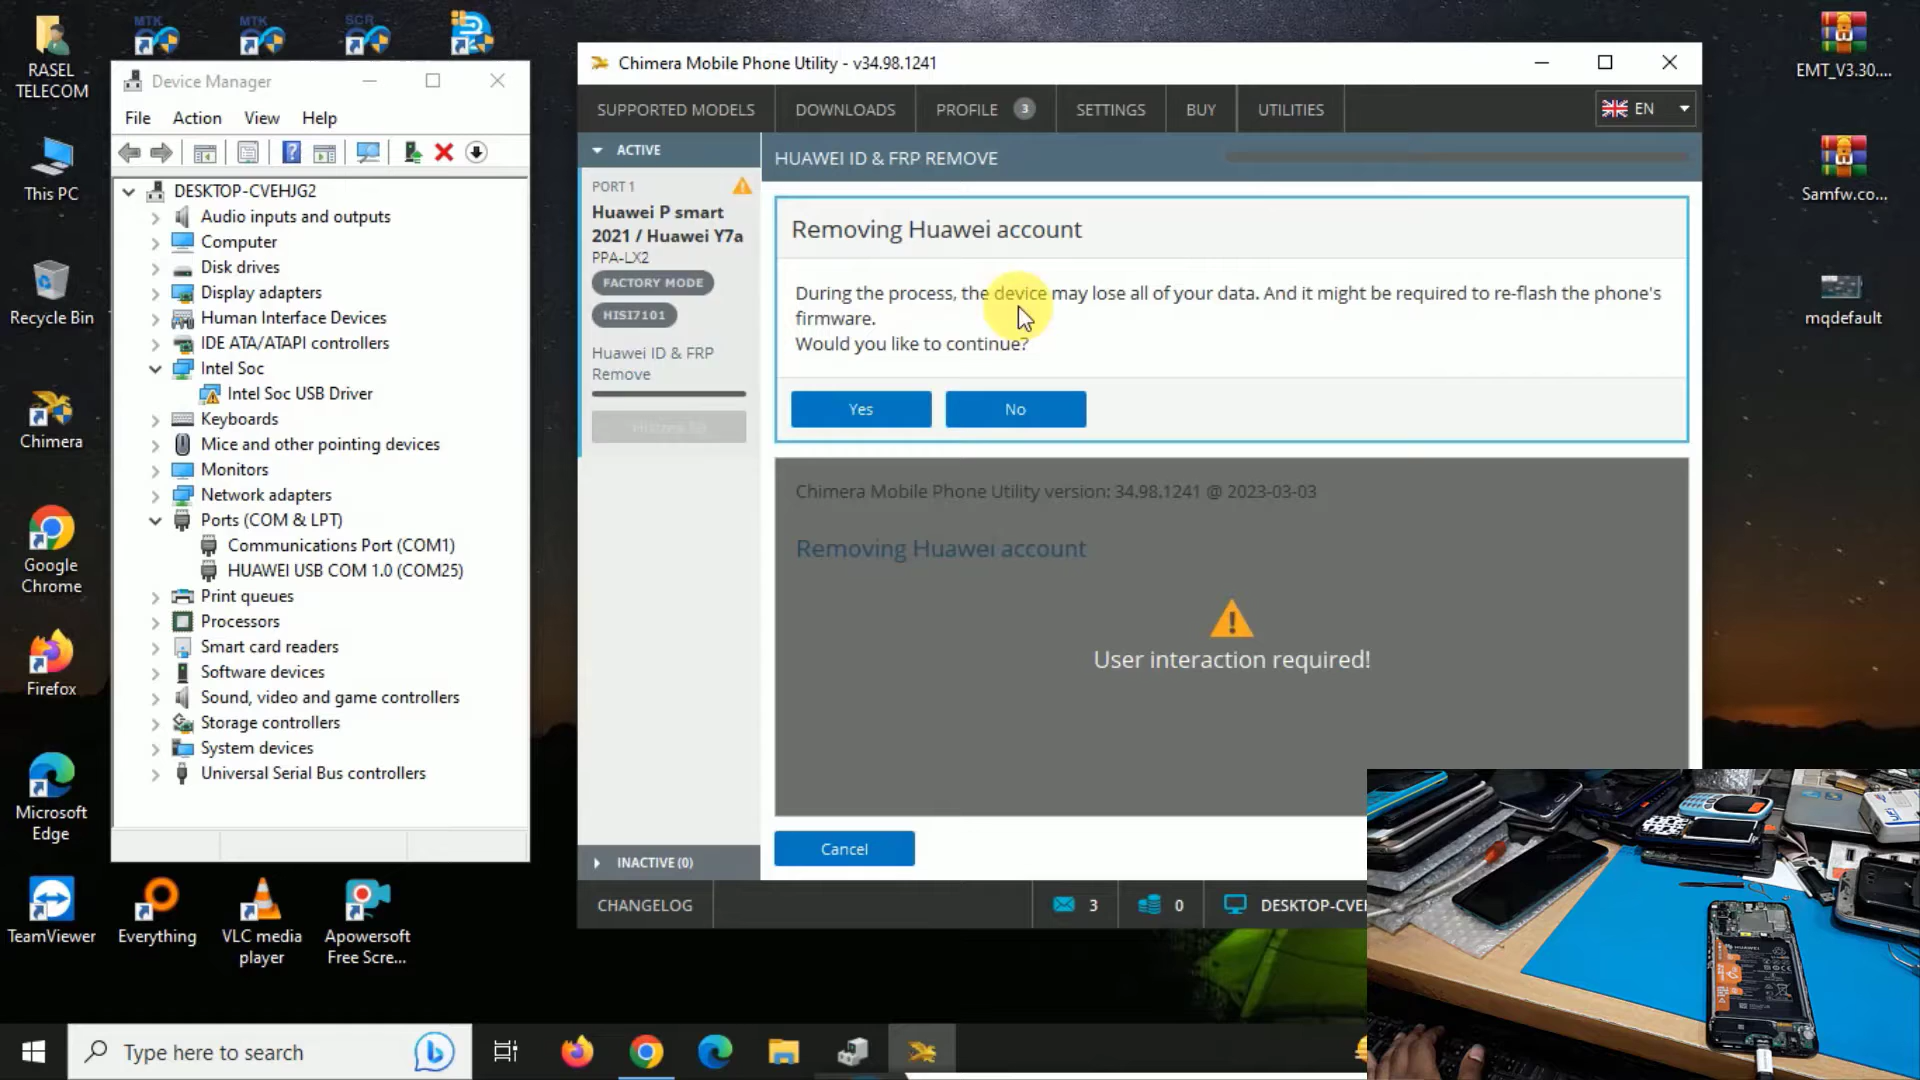 RASEL
TELECOM
This PC
Recycle Bin
Chimera
Google
Chrome
Firefox
Microsoft
Edge
TeamViewer
MTK
MTK
SCR
Everything
VLC media
player
Apowersoft
Free Scre...
Device Manager
File Action View Help
DESKTOP-CVEHJG2
Audio inputs and outputs
Computer
Disk drives
Display adapters
Human Interface Devices
IDE ATA/ATAPI controllers
Intel Soc
Intel Soc USB Driver
Keyboards
Mice and other pointing devices
Monitors
Network adapters
Ports (COM & LPT)
Communications Port (COM1)
HUAWEI USB COM 1.0 (COM25)
Print queues
Processors
Smart card readers
Software devices
Sound, video and game controllers
Storage controllers
System devices
Universal Serial Bus controllers
Chimera Mobile Phone Utility - v34.98.1241
SUPPORTED MODELS DOWNLOADS PROFILE 3 SETTINGS BUY UTILITIES EN
ACTIVE
PORT 1
Huawei P smart
2021 / Huawei Y7a
PPA-LX2
FACTORY MODE
HISI7101
Huawei ID & FRP
Remove
INACTIVE (0)
HUAWEI ID & FRP REMOVE
Removing Huawei account
During the process, the device may lose all of your data. And it might be required to re-flash the phone's
firmware.
Would you like to continue?
Yes No
Chimera Mobile Phone Utility version: 34.98.1241 @ 2023-03-03
Removing Huawei account
User interaction required!
Cancel
CHANGELOG 3 0 DESKTOP-CVEH
EMT_V3.30....
Samfw.co...
mqdefault
HUAWEI
Type here to search